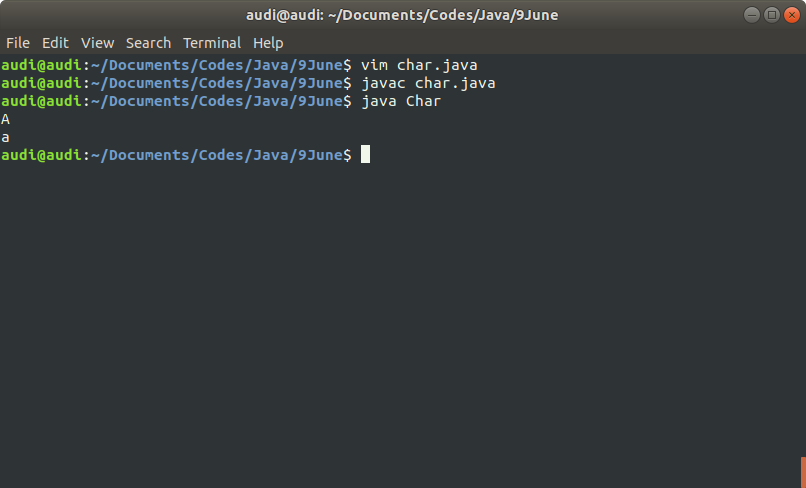 audi@audi: ~/Documents/Codes/Java/9June
File Edit View Search Terminal Help
audi@audi:~/Documents/Codes/Java/9June$ vim char.java
audi@audi:~/Documents/Codes/Java/9June$ javac char.java
audi@audi:~/Documents/Codes/Java/9June$ java Char
A
a
audi@audi:~/Documents/Codes/Java/9June$